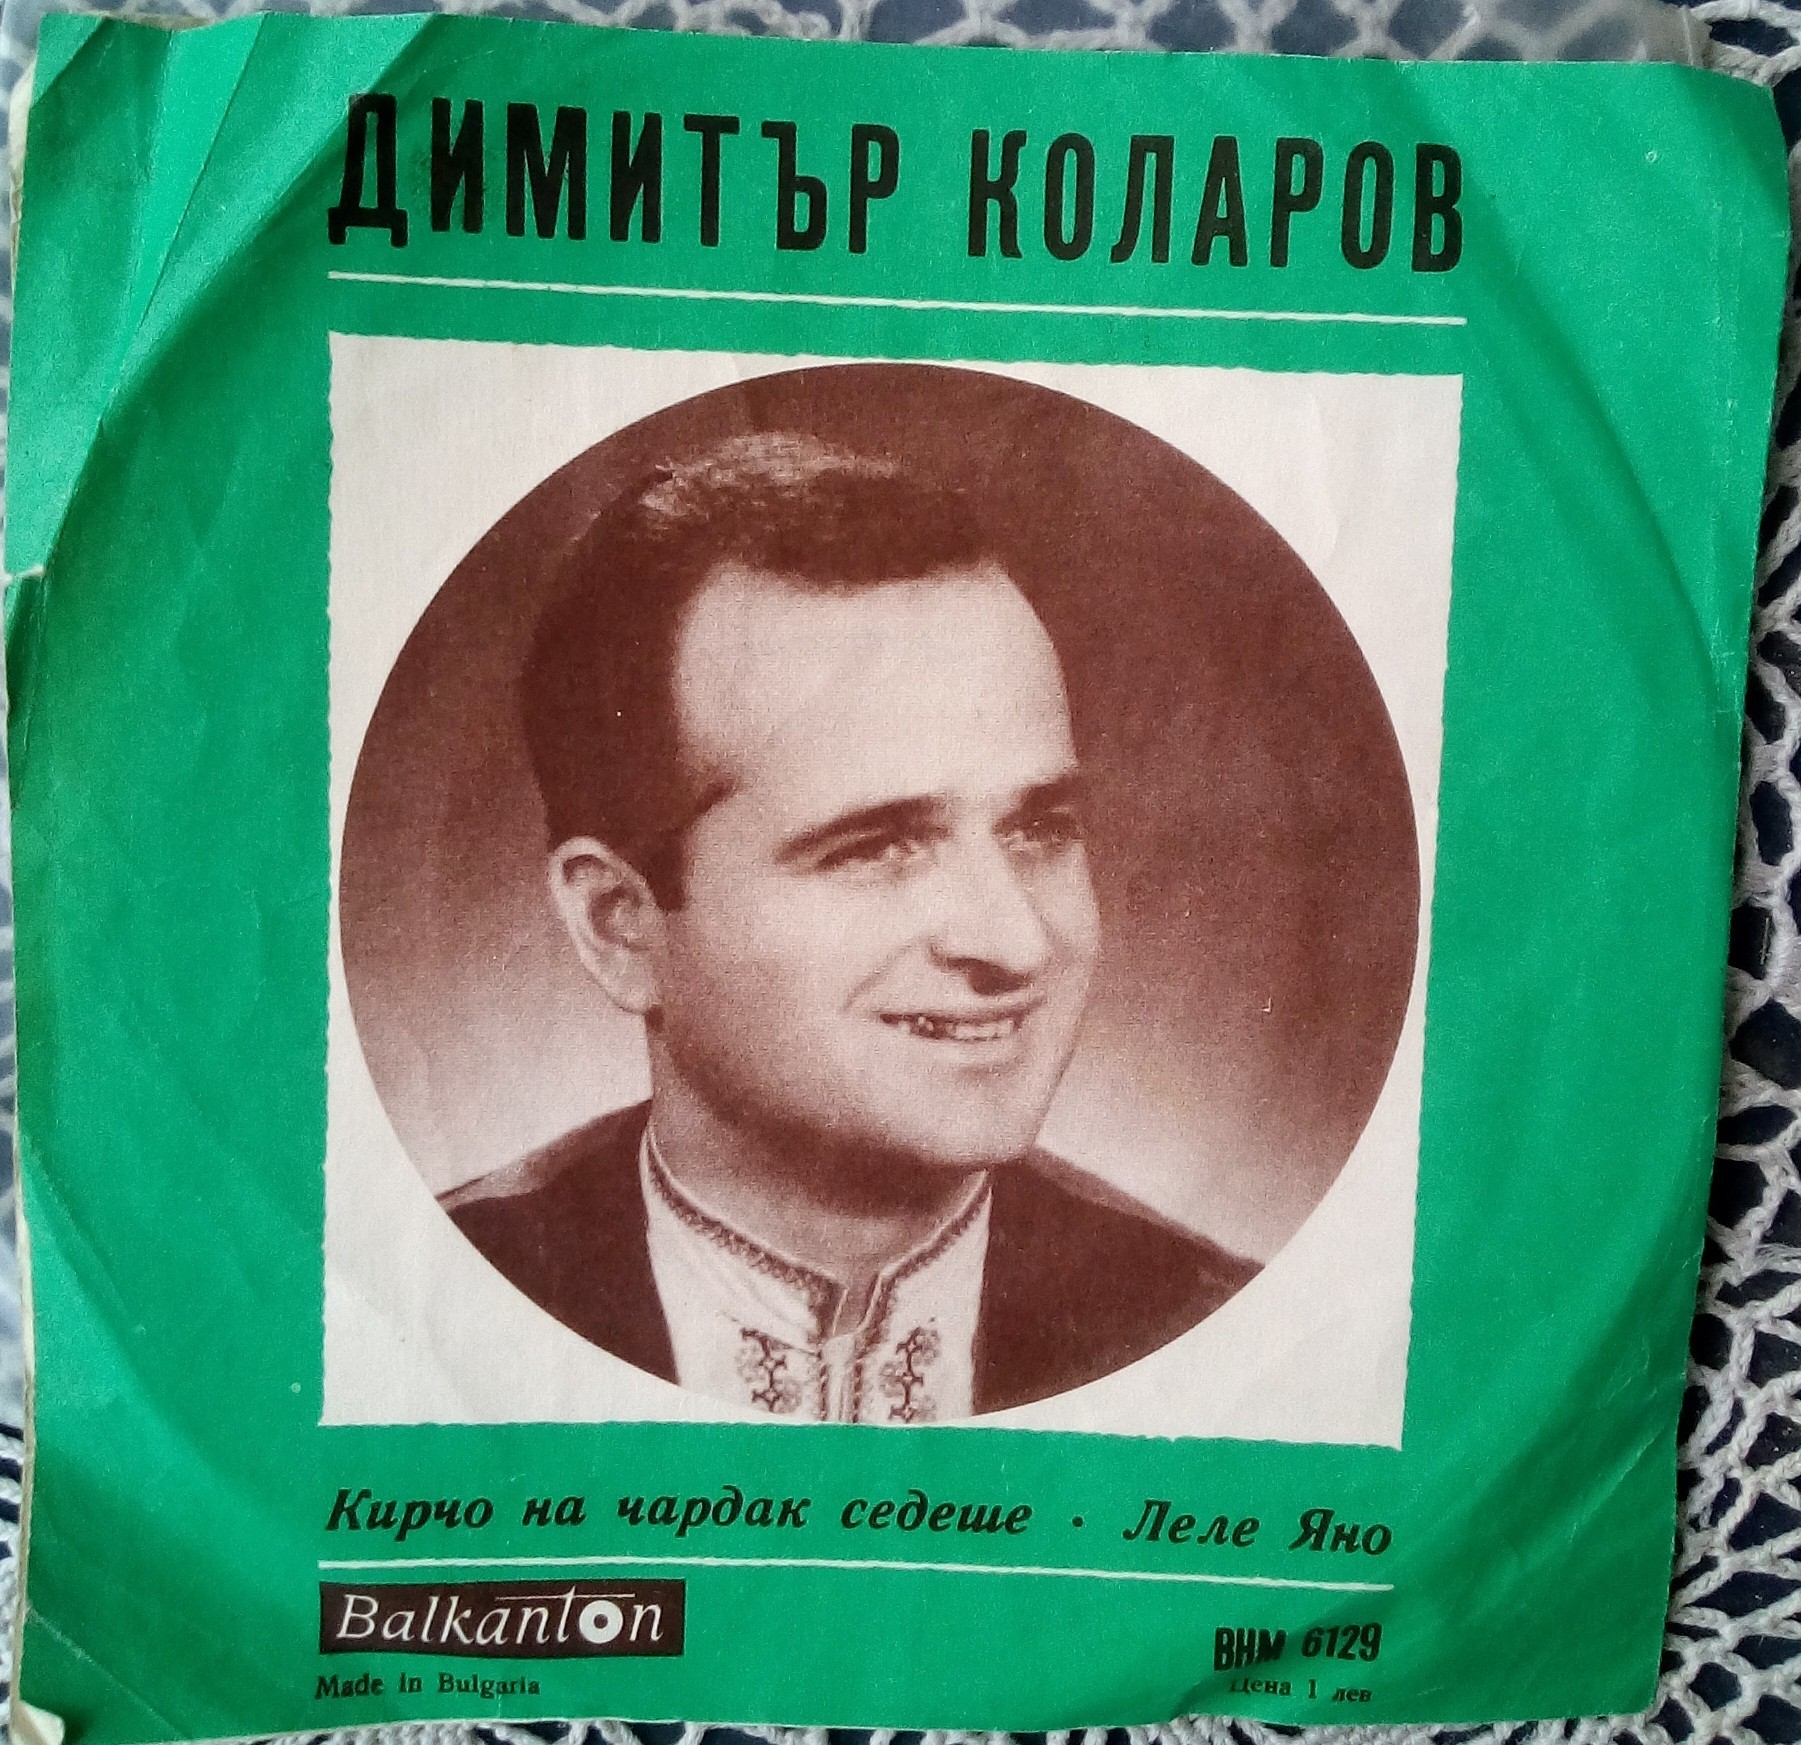 ДИМИТЪР КОЛАРОВ
Кирчо на чардак седеше · Леле Яно
Balkanton
Made in Bulgaria
ВНМ 6129
Цена 1 лев